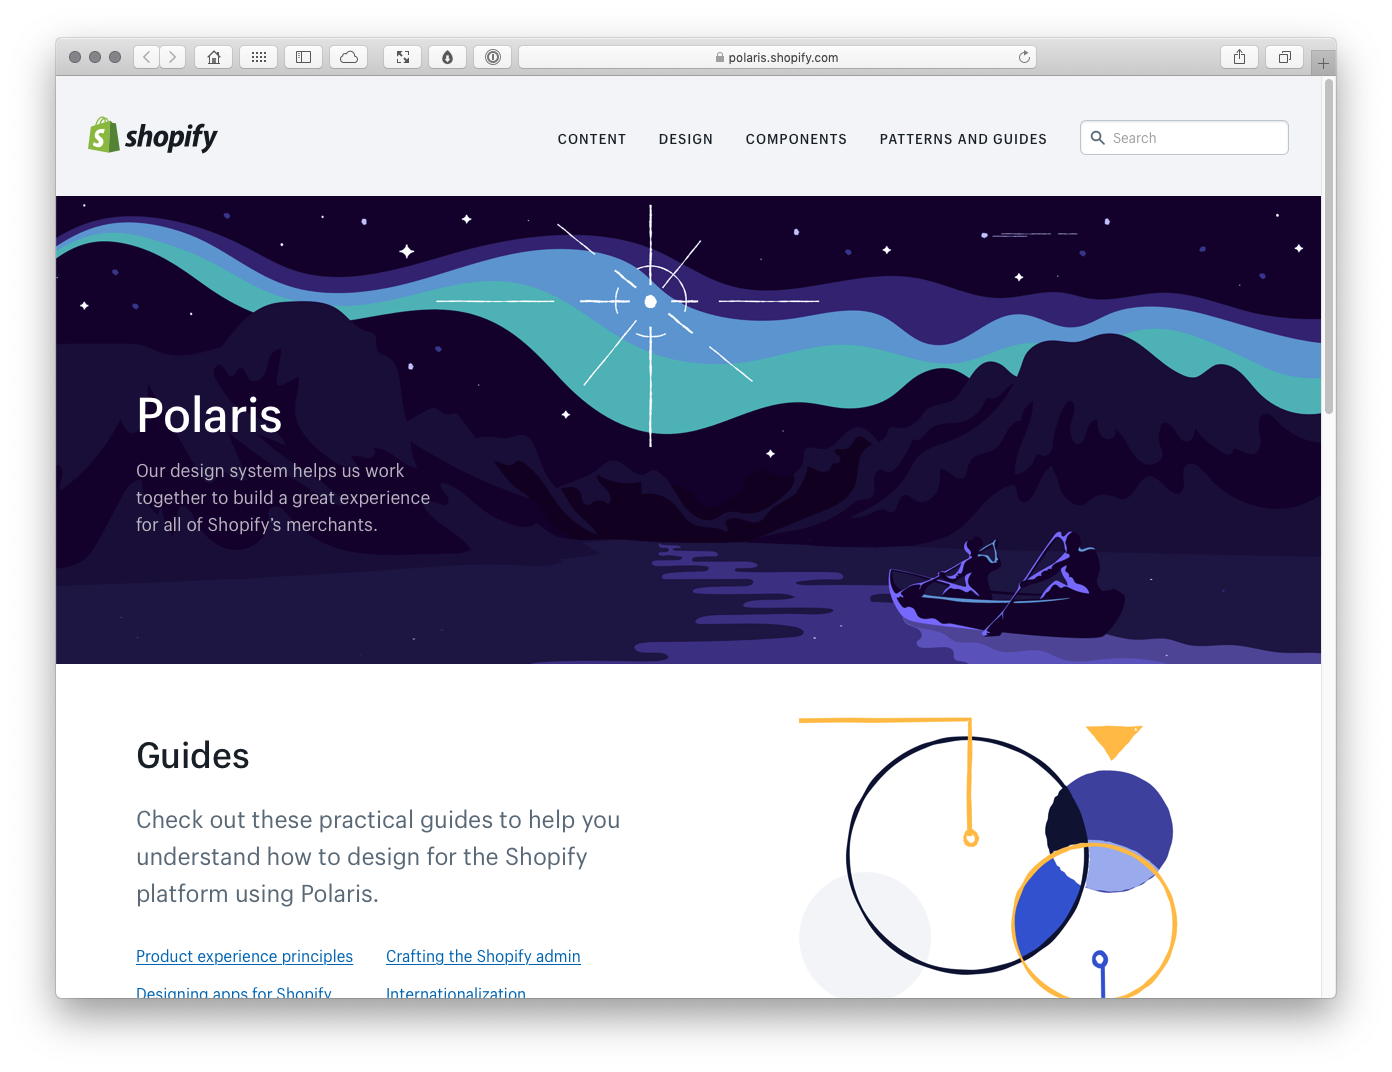 polaris.shopify.com
shopify
CONTENT DESIGN COMPONENTS PATTERNS AND GUIDES Search
Polaris
Our design system helps us work
together to build a great experience
for all of Shopify's merchants.
Guides
Check out these practical guides to help you
understand how to design for the Shopify
platform using Polaris.
Product experience principles Crafting the Shopify admin
Designing apps for Shopify Internationalization